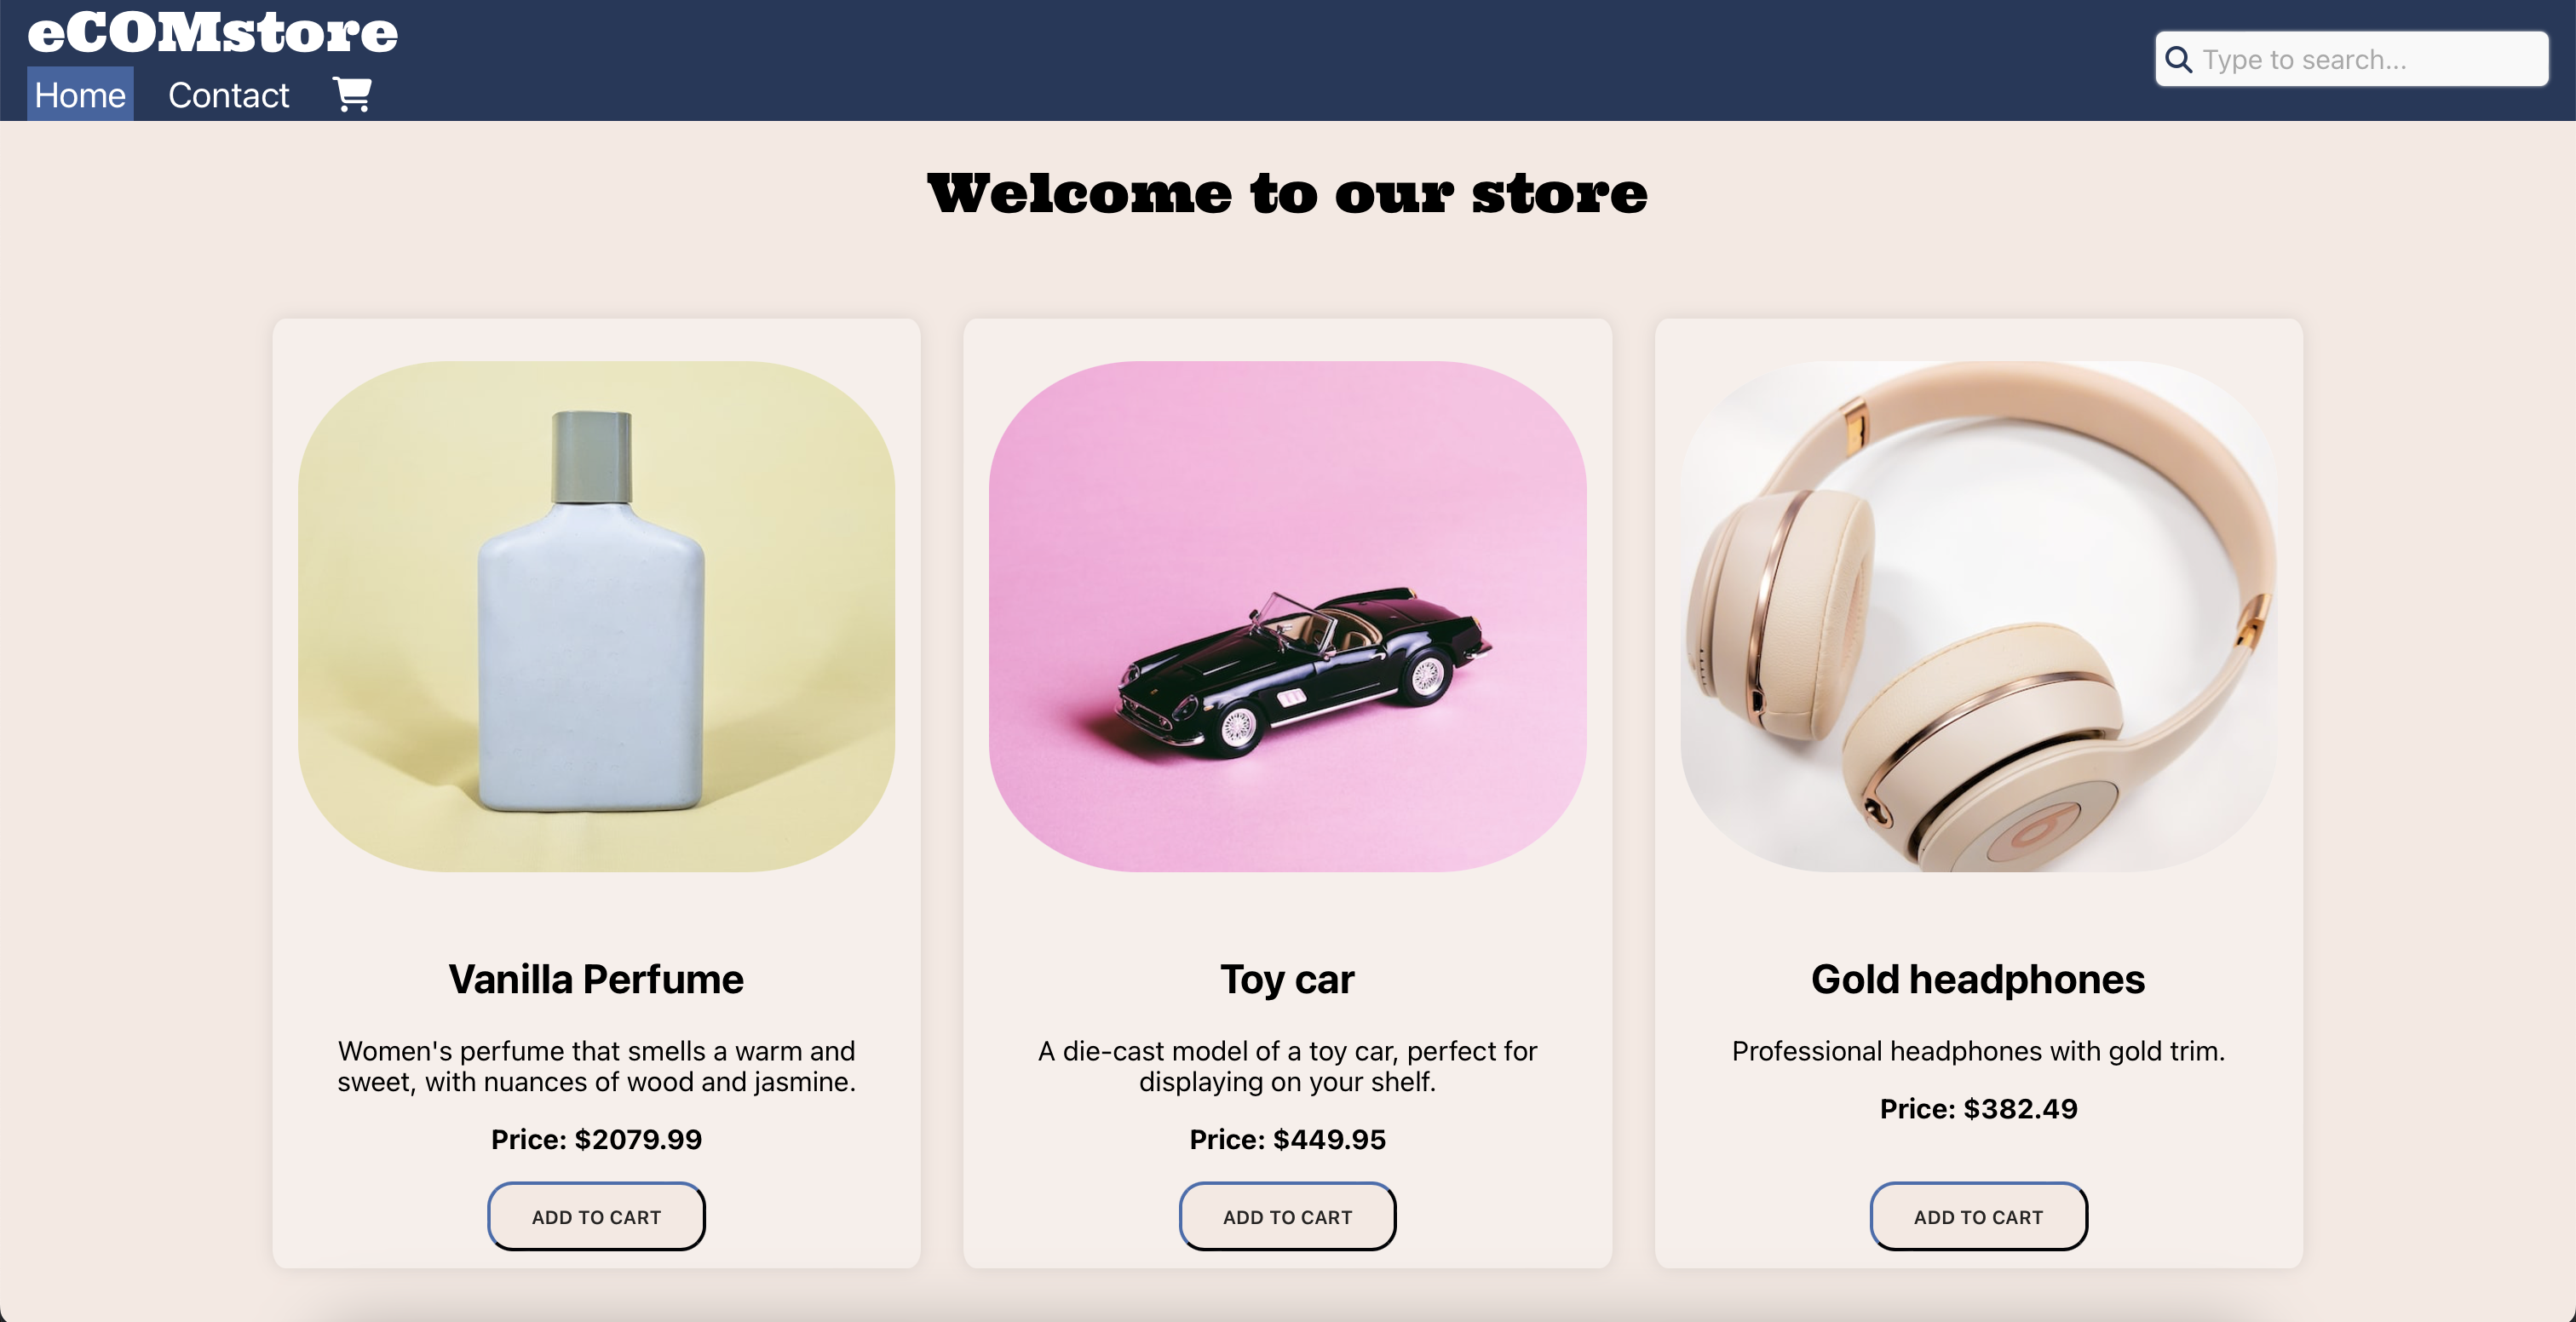 eCOMstore
Home Contact
Type to search...
Welcome to our store
Vanilla Perfume
Women's perfume that smells a warm and
sweet, with nuances of wood and jasmine.
Price: $2079.99
ADD TO CART
Toy car
A die-cast model of a toy car, perfect for
displaying on your shelf.
Price: $449.95
ADD TO CART
Gold headphones
Professional headphones with gold trim.
Price: $382.49
ADD TO CART